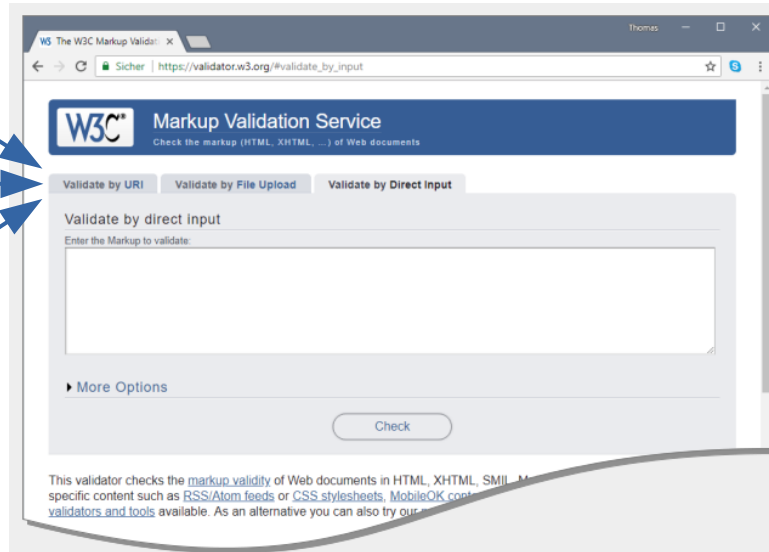 Thomas
W3 The W3C Markup Validat
Sicher | https://validator.w3.org/#validate_by_input
W3C® Markup Validation Service
Check the markup (HTML, XHTML, …) of Web documents
Validate by URI Validate by File Upload Validate by Direct Input
Validate by direct input
Enter the Markup to validate:
More Options
Check
This validator checks the markup validity of Web documents in HTML, XHTML, SMIL,
specific content such as RSS/Atom feeds or CSS stylesheets, MobileOK
validators and tools available. As an alternative you can also try our